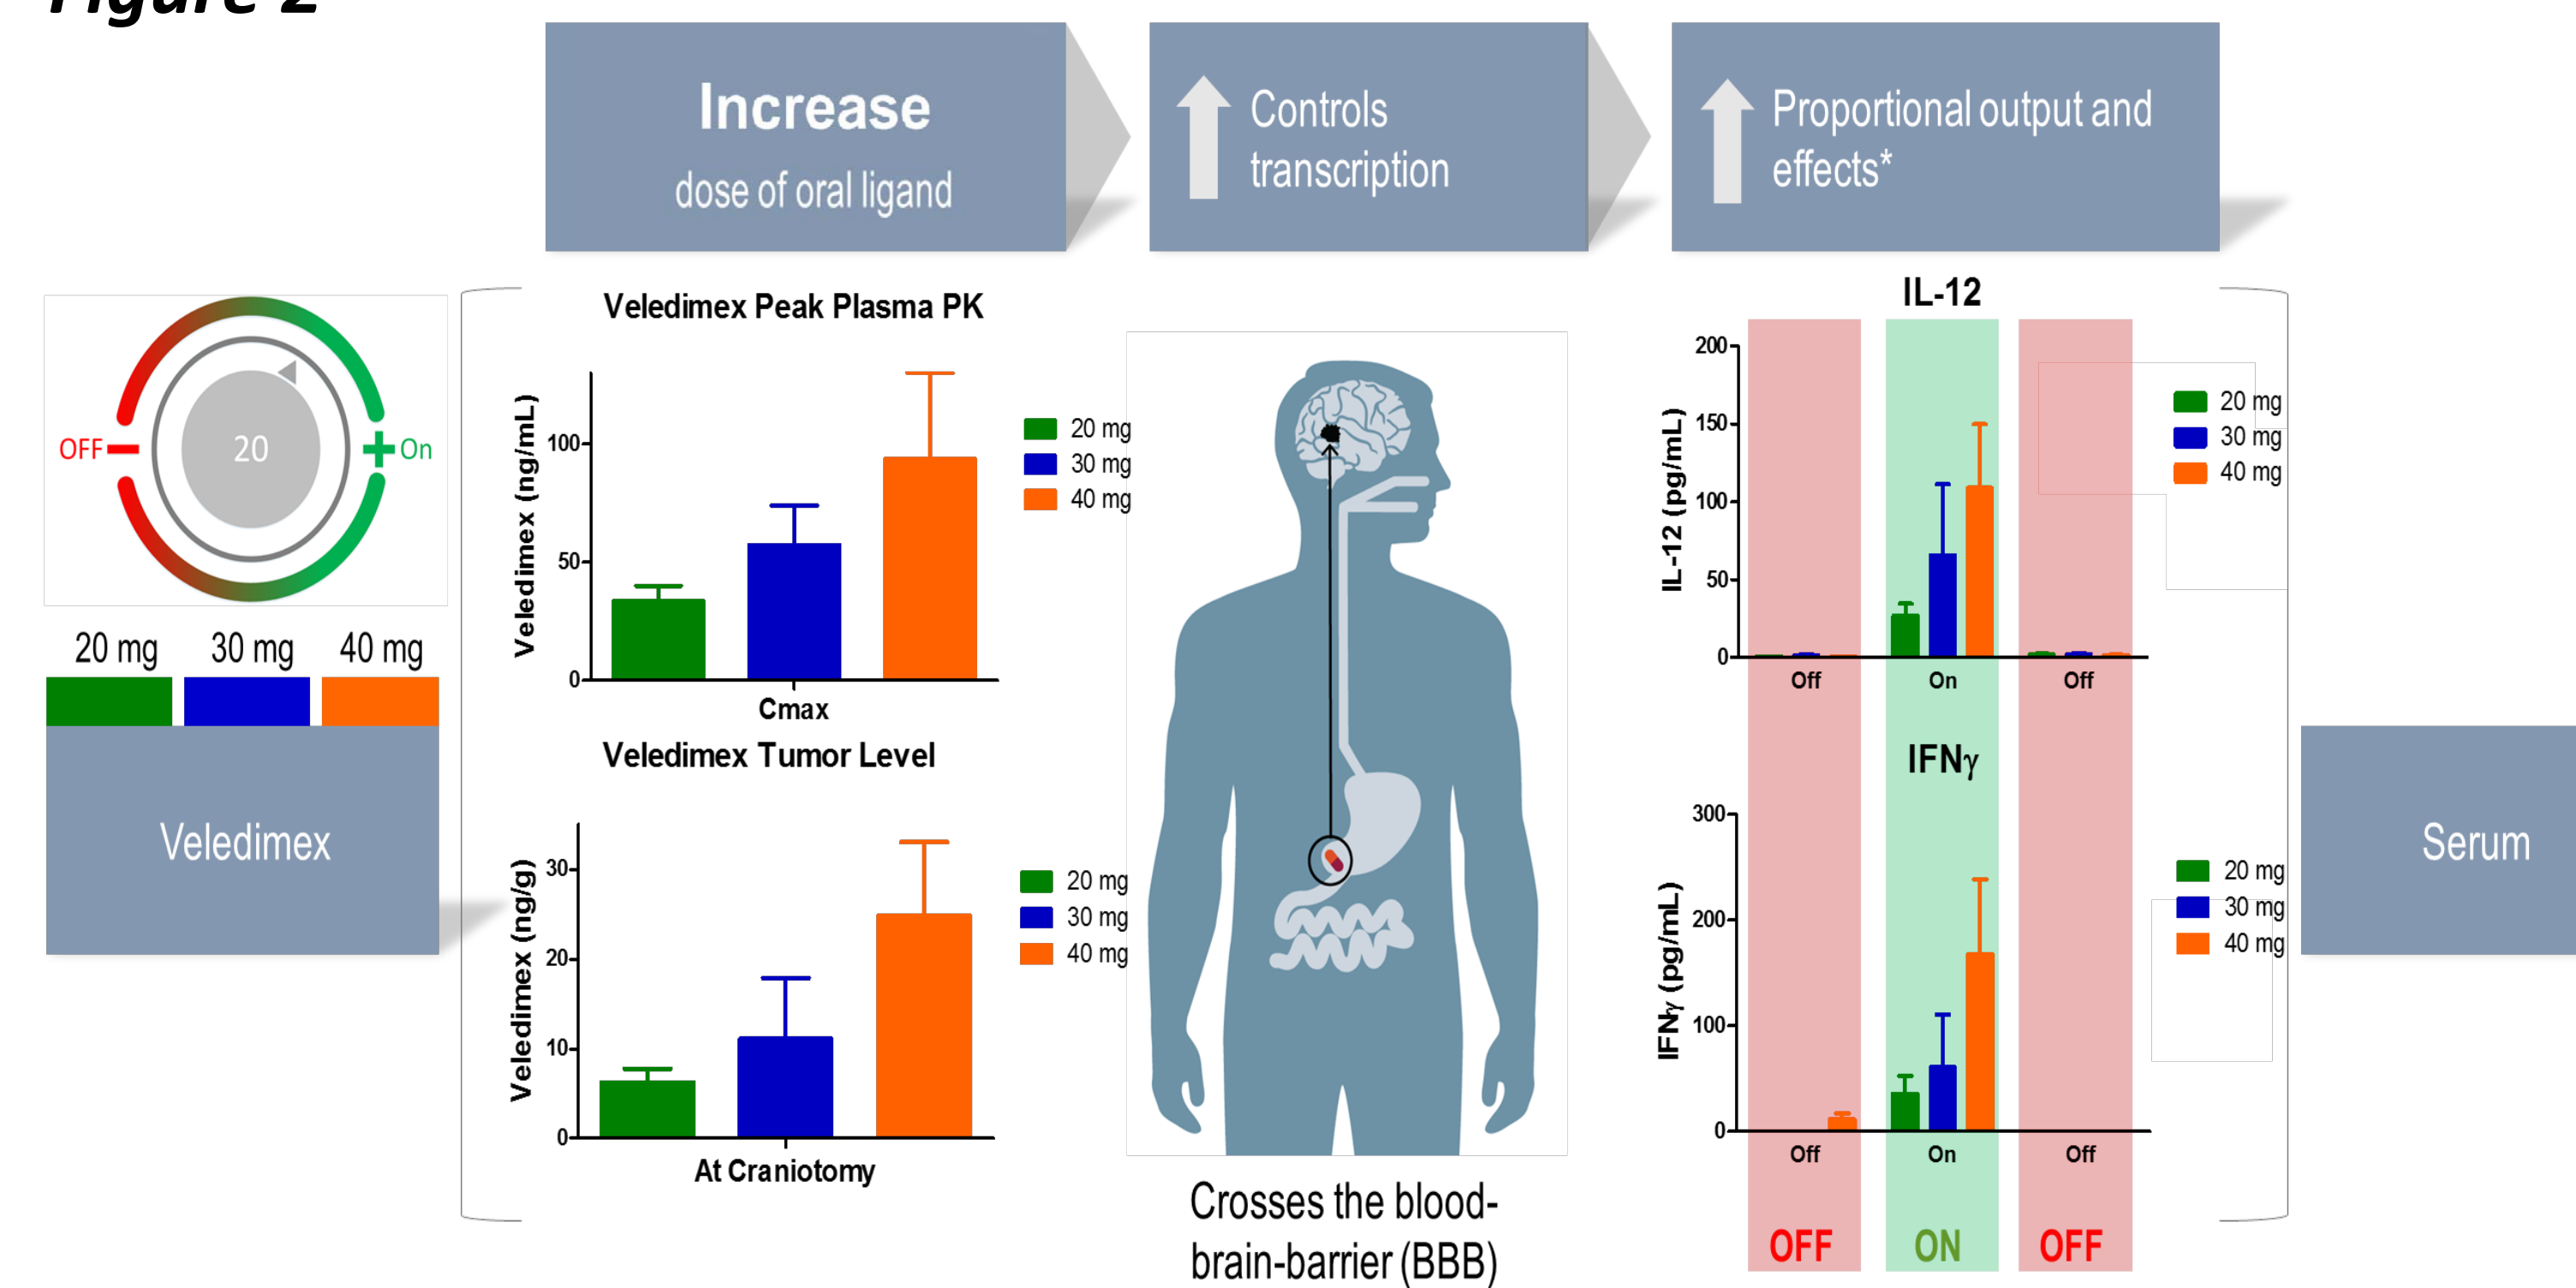 Figure 2
Increase
dose of oral ligand
Controls
transcription
Proportional output and
effects*
OFF
20
On
20 mg 30 mg 40 mg
Veledimex
Veledimex Peak Plasma PK
Veledimex (ng/mL)
100
50
0
Cmax
20 mg
30 mg
40 mg
Veledimex Tumor Level
Veledimex (ng/g)
30
20
10
0
At Craniotomy
20 mg
30 mg
40 mg
Crosses the blood-
brain-barrier (BBB)
IL-12
IL-12 (pg/mL)
200
150
100
50
0
Off On Off
20 mg
30 mg
40 mg
IFNγ
IFNγ (pg/mL)
300
200
100
0
Off On Off
20 mg
30 mg
40 mg
OFF ON OFF
Serum